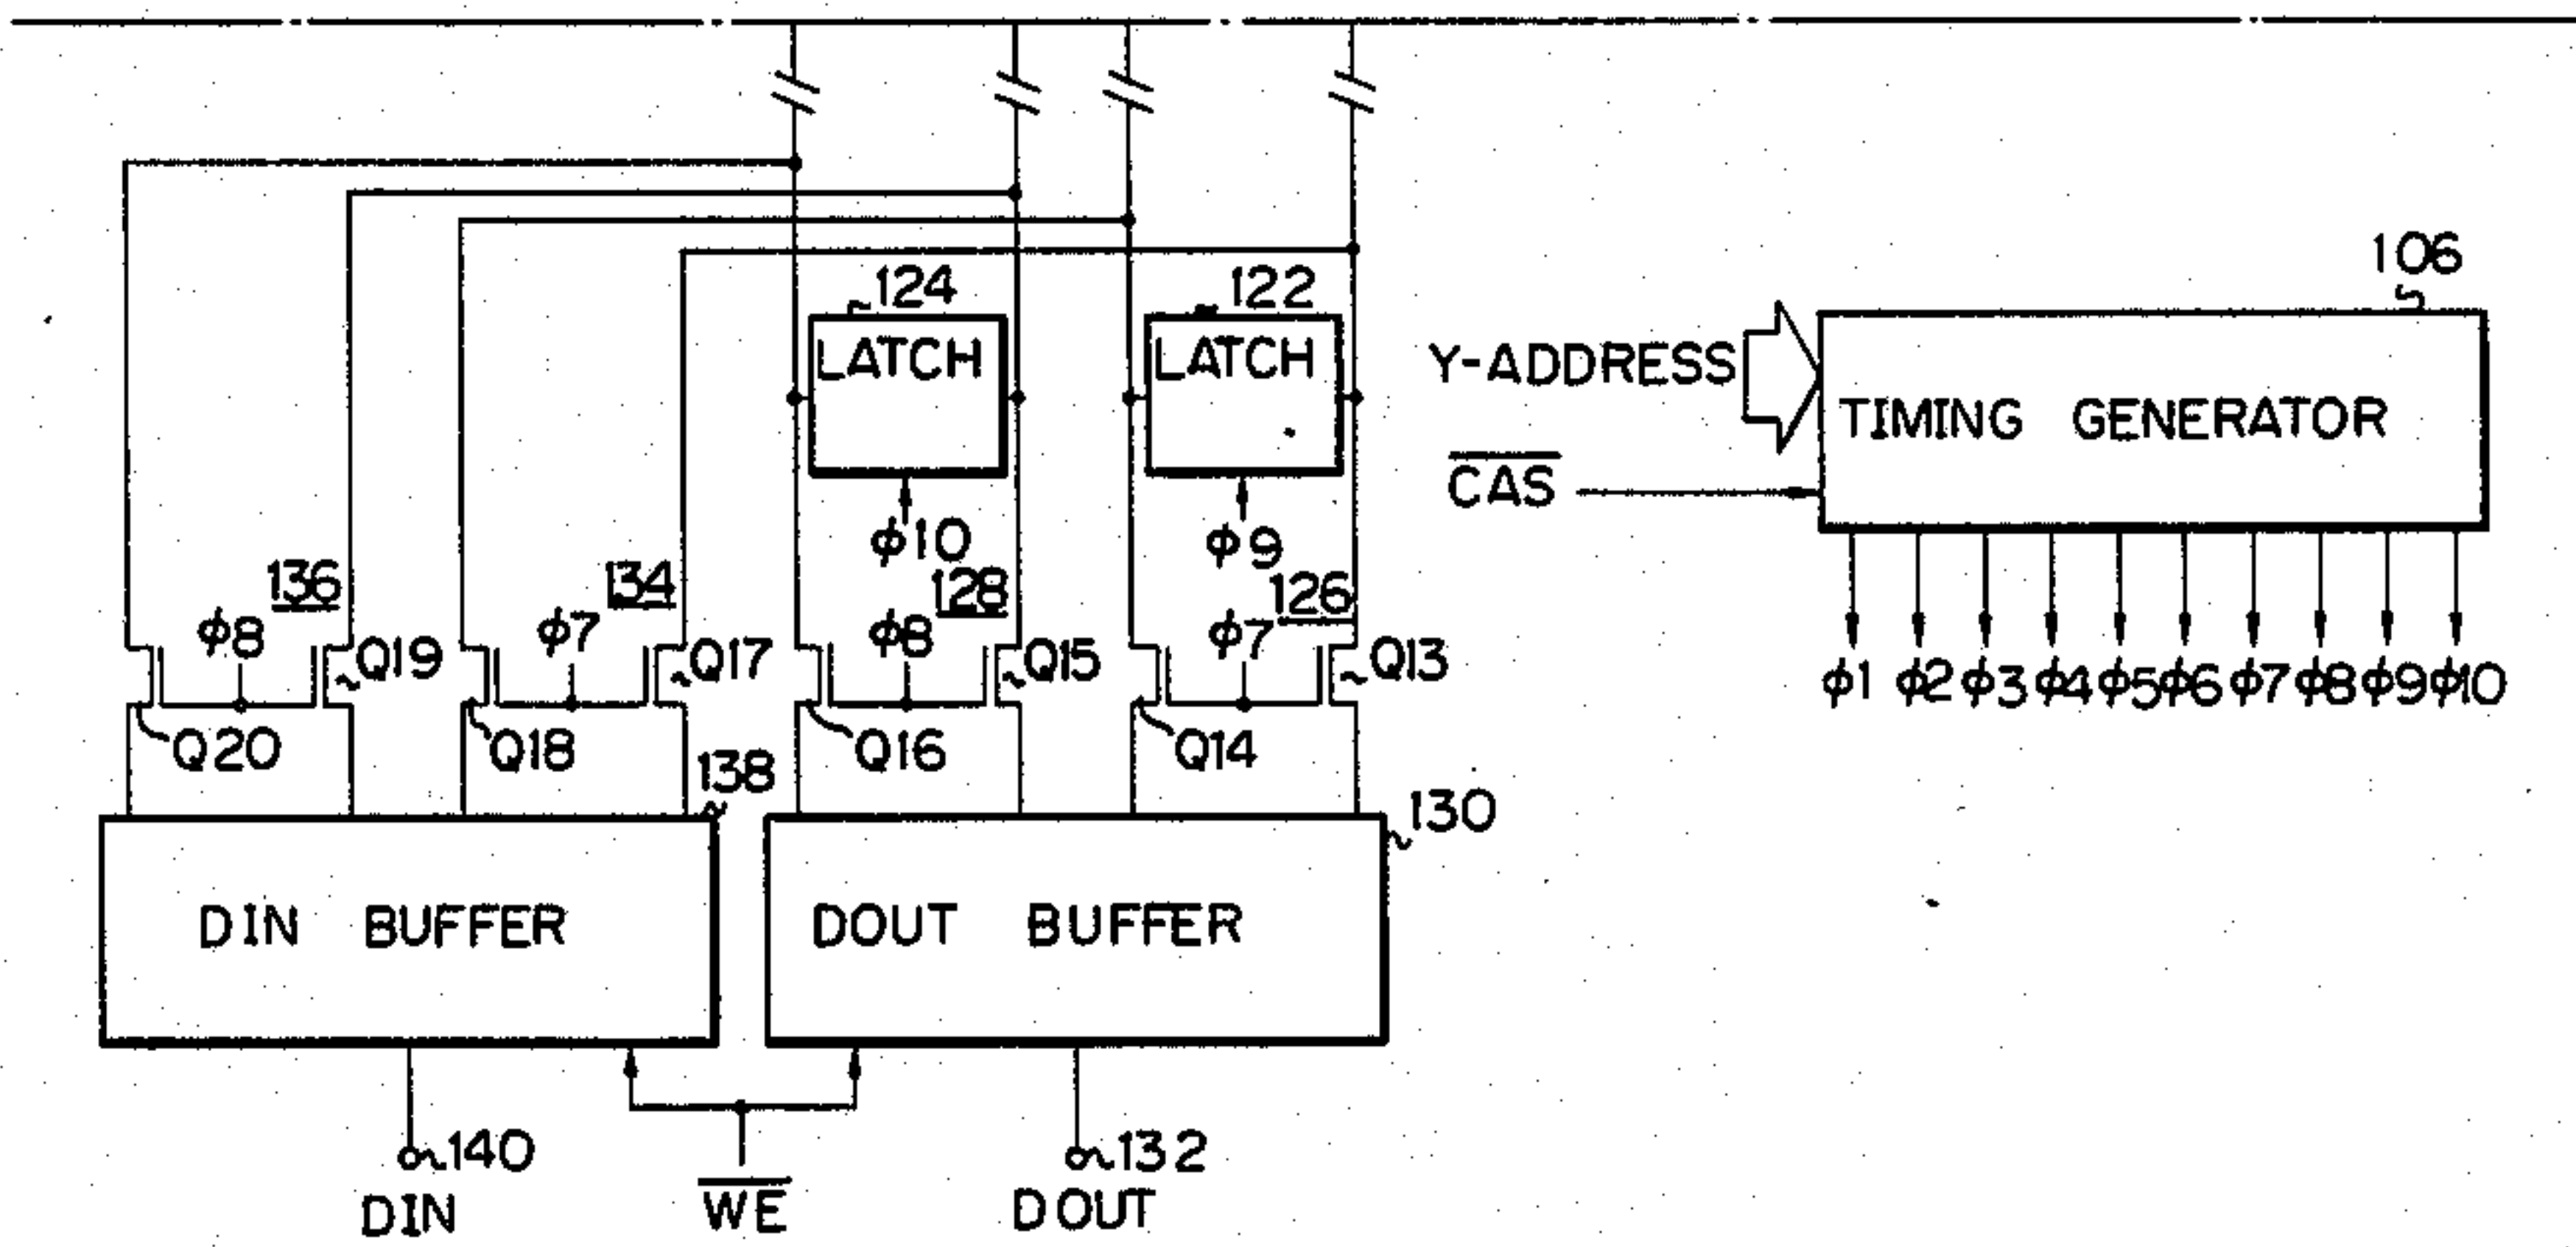 106
124
122
LATCH
LATCH
Y-ADDRESS
TIMING GENERATOR
CAS
ϕ10
ϕ9
136
134
128
126
ϕ8
ϕ7
ϕ8
ϕ7
Q19
Q17
Q15
Q13
ϕ1 ϕ2 ϕ3 ϕ4 ϕ5 ϕ6 ϕ7 ϕ8 ϕ9 ϕ10
Q20
Q18
Q16
Q14
138
130
DIN BUFFER
DOUT BUFFER
140
132
DIN
WE
DOUT